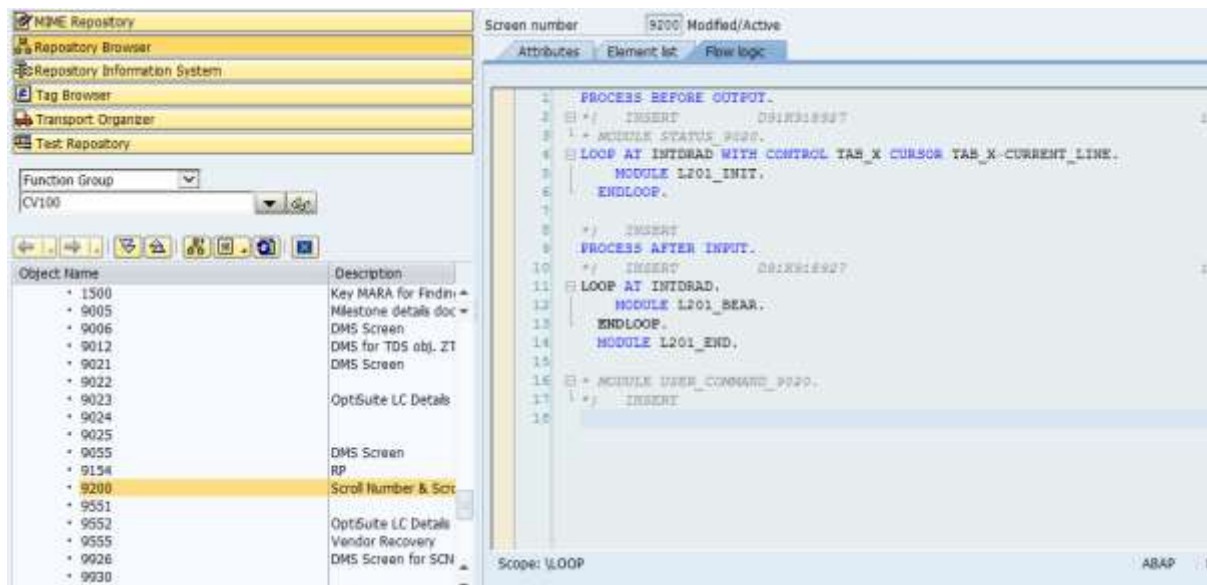 MIME Repository
Repository Browser
Repository Information System
Tag Browser
Transport Organizer
Test Repository
Function Group
CV100
Object Name Description
1500 Key MARA for Findin
9005 Milestone details doc
9006 DMS Screen
9012 DMS for TDS obj. ZT
9021 DMS Screen
9022
9023 OptiSuite LC Details
9024
9025
9055 DMS Screen
9154 RP
9200 Scroll Number & Scro
9551
9552 OptiSuite LC Details
9555 Vendor Recovery
9926 DMS Screen for SCN
9930
Screen number 9200 Modified/Active
Attributes Element list Flow logic
1 PROCESS BEFORE OUTPUT.
2 *{ INSERT
3 * MODULE STATUS_9020.
4 LOOP AT INTDRAD WITH CONTROL TAB_X CURSOR TAB_X-CURRENT_LINE.
5 MODULE L201_INIT.
6 ENDLOOP.
7
8 *} INSERT
9 PROCESS AFTER INPUT.
10 *{ INSERT
11 LOOP AT INTDRAD.
12 MODULE L201_BEAR.
13 ENDLOOP.
14 MODULE L201_END.
15
16 * MODULE USER_COMMAND_9020.
17 *} INSERT
18
Scope: \LOOP ABAP